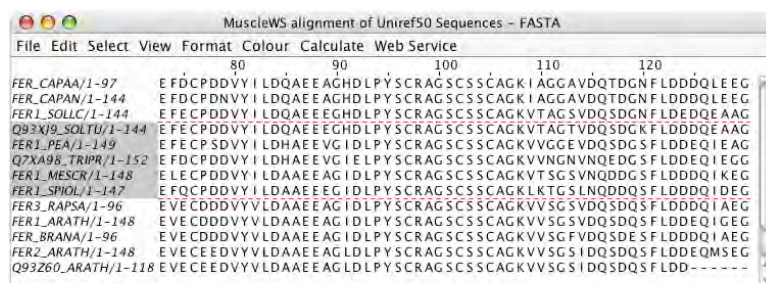 MuscleWS alignment of Uniref50 Sequences - FASTA
File Edit Select View Format Colour Calculate Web Service
80 90 100 110 120
FER_CAPAA/1-97 EFDCPDDVYILDQAEEAGHDLPYSCRAGSCSSCAGKIAGGAVDQTDGNFLDDDQLEEG
FER_CAPAN/1-144 EFDCPDNVYILDQAEEAGHDLPYSCRAGSCSSCAGKIAGGAVDQTDGNFLDDDQLEEG
FER1_SOLLC/1-144 EFECPDDVYILDQAEEEGHDLPYSCRAGSCSSCAGKVTAGSVDQSDGNFLDEDQEAAG
Q93XJ9_SOLTU/1-144 EFECPDDVYILDQAEEEGHDLPYSCRAGSCSSCAGKVTAGTVDQSDGKFLDDDQEAAG
FER1_PEA/1-149 EFECPSDVYILDHAEEVGIDLPYSCRAGSCSSCAGKVVGGEVDQSDGSFLDDEQIEAG
Q7XA98_TRIPR/1-152 EFDCPDDVYILDHAEEVGIELPYSCRAGSCSSCAGKVVNGNVNQEDGSFLDDEQIEGG
FER1_MESCR/1-148 ELECPDDVYILDAAEEAGIDLPYSCRAGSCSSCAGKVTSGSVNQDDGSFLDDDQIKEG
FER1_SPIOL/1-147 EFQCPDDVYILDAAEEEGIDLPYSCRAGSCSSCAGKLKTGSLNQDDQSFLDDDQIDEG
FER3_RAPSA/1-96 EVECDDDVYVLDAAEEAGIDLPYSCRAGSCSSCAGKVVSGSVDQSDQSFLDDDQIAEG
FER1_ARATH/1-148 EVECDDDVYVLDAAEEAGIDLPYSCRAGSCSSCAGKVVSGSVDQSDQSFLDDEQIGEG
FER_BRANA/1-96 EVECDDDVYVLDAAEEAGIDLPYSCRAGSCSSCAGKVVSGFVDQSDESFLDDDQIAEG
FER2_ARATH/1-148 EVECEEDVYVLDAAEEAGLDLPYSCRAGSCSSCAGKVVSGSIDQSDQSFLDDEQMSEG
Q93Z60_ARATH/1-118 EVECEEDVYVLDAAEEAGLDLPYSCRAGSCSSCAGKVVSGSIDQSDQSFLDD------